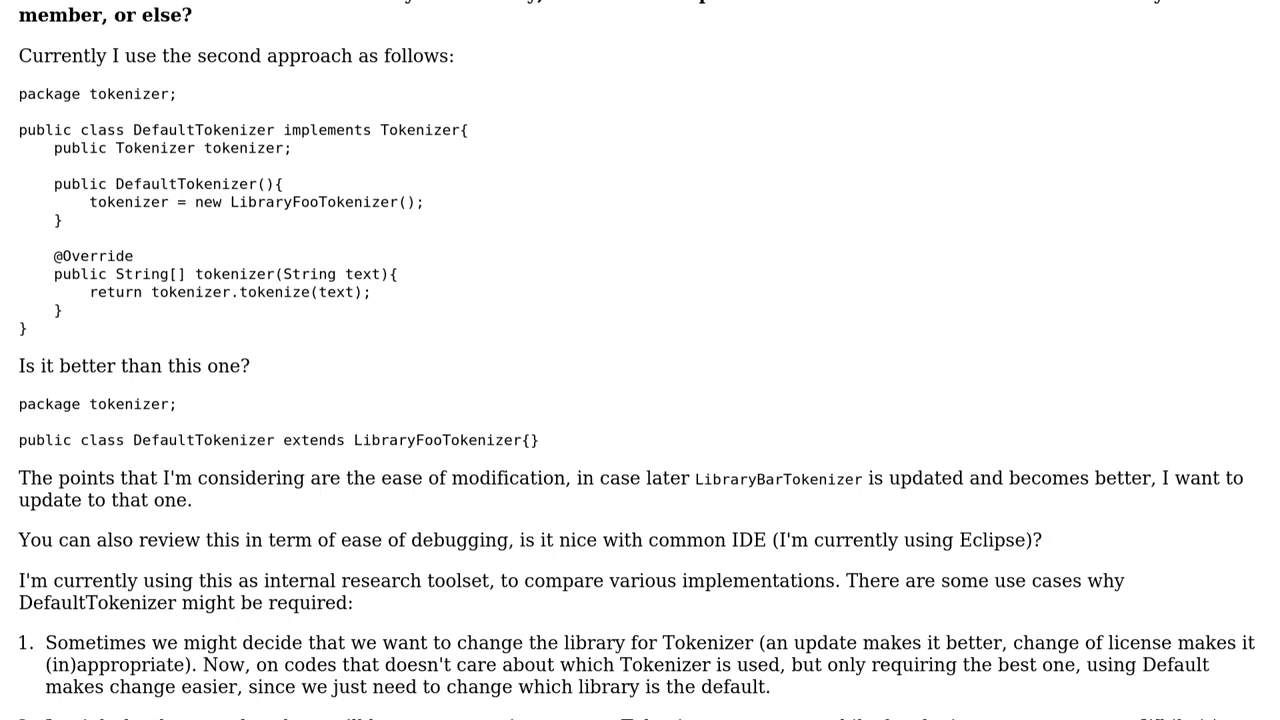 member, or else?
Currently I use the second approach as follows:
package tokenizer;
public class DefaultTokenizer implements Tokenizer{
    public Tokenizer tokenizer;
    public DefaultTokenizer(){
        tokenizer = new LibraryFooTokenizer();
    }
    @Override
    public String[] tokenizer(String text){
        return tokenizer.tokenize(text);
    }
}
Is it better than this one?
package tokenizer;
public class DefaultTokenizer extends LibraryFooTokenizer{}
The points that I'm considering are the ease of modification, in case later LibraryBarTokenizer is updated and becomes better, I want to
update to that one.
You can also review this in term of ease of debugging, is it nice with common IDE (I'm currently using Eclipse)?
I'm currently using this as internal research toolset, to compare various implementations. There are some use cases why
DefaultTokenizer might be required:
1. Sometimes we might decide that we want to change the library for Tokenizer (an update makes it better, change of license makes it
(in)appropriate). Now, on codes that doesn't care about which Tokenizer is used, but only requiring the best one, using Default
makes change easier, since we just need to change which library is the default.